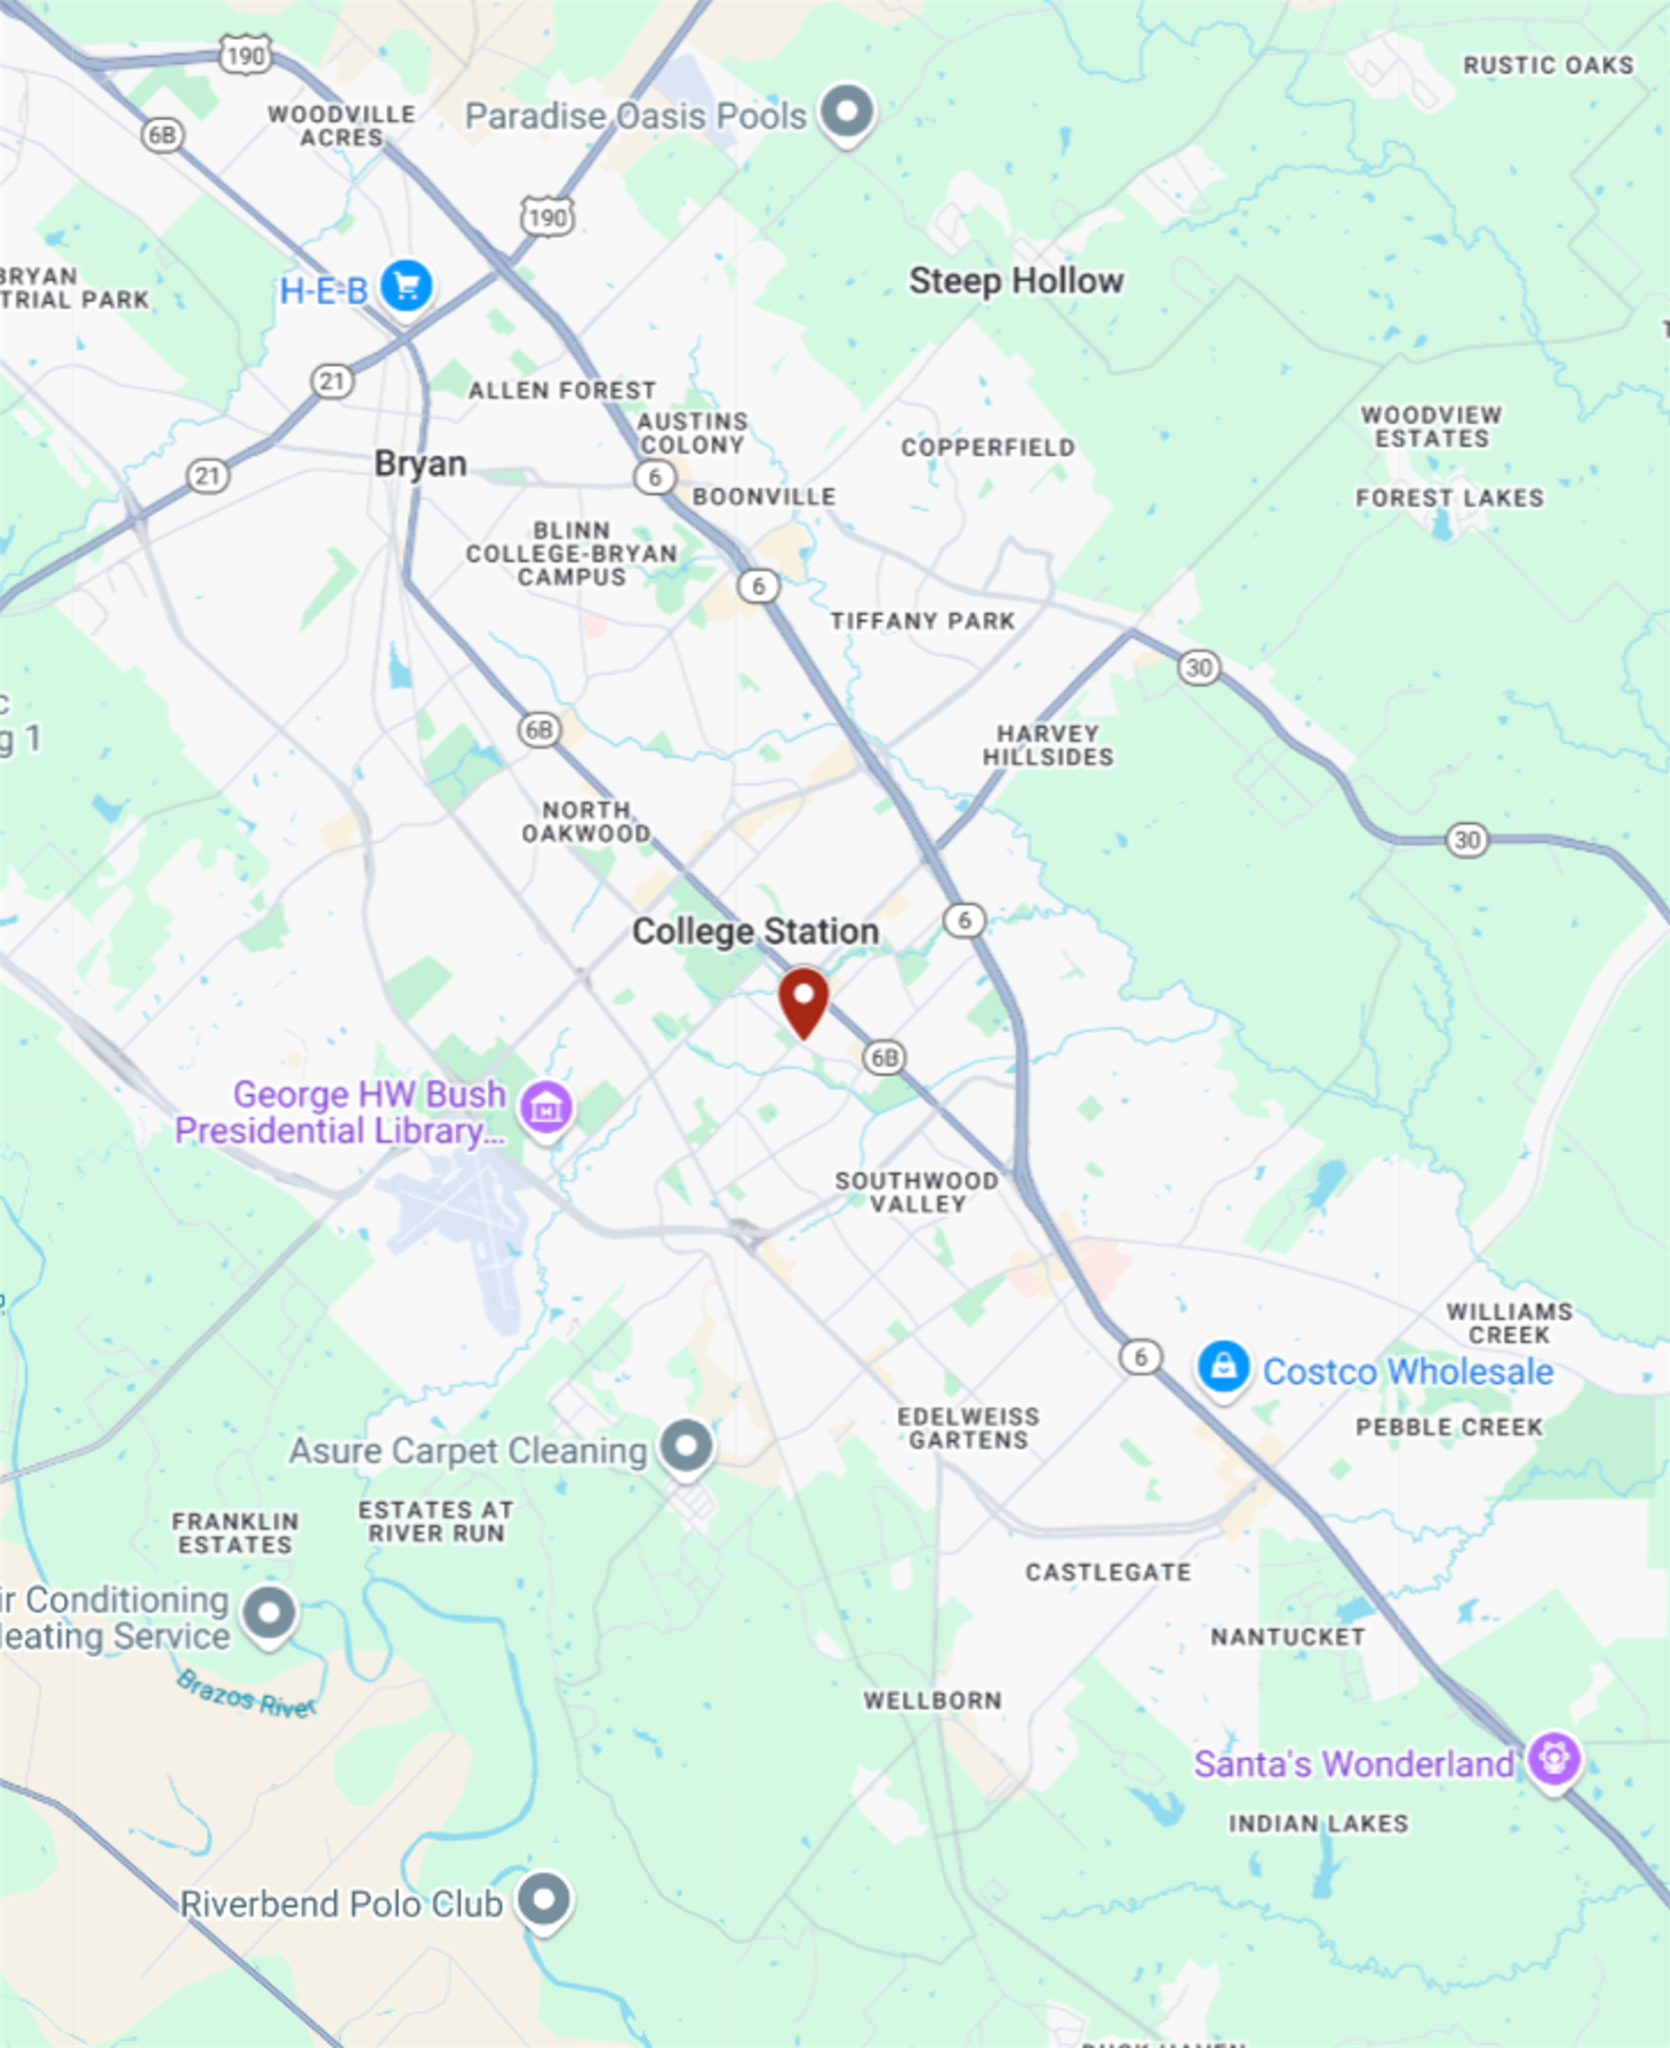 190
RUSTIC OAKS
WOODVILLE
ACRES
Paradise Oasis Pools
6B
190
BRYAN
TRIAL PARK
H-E-B
Steep Hollow
21
ALLEN FOREST
AUSTINS
COLONY
COPPERFIELD
WOODVIEW
ESTATES
Bryan
21
6
BOONVILLE
FOREST LAKES
BLINN
COLLEGE-BRYAN
CAMPUS
6
TIFFANY PARK
30
g 1
6B
HARVEY
HILLSIDES
NORTH
OAKWOOD
30
College Station
6
6B
George HW Bush
Presidential Library...
SOUTHWOOD
VALLEY
WILLIAMS
CREEK
6
Costco Wholesale
EDELWEISS
GARTENS
PEBBLE CREEK
Asure Carpet Cleaning
FRANKLIN
ESTATES
ESTATES AT
RIVER RUN
CASTLEGATE
ir Conditioning
Heating Service
NANTUCKET
Brazos River
WELLBORN
Santa's Wonderland
INDIAN LAKES
Riverbend Polo Club